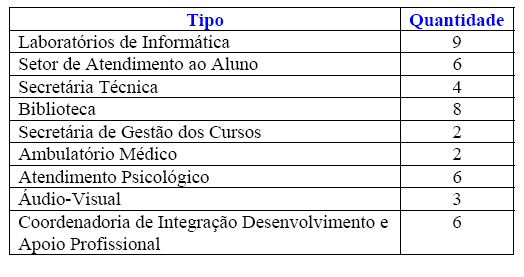 Tipo Quantidade
Laboratórios de Informática 9
Setor de Atendimento ao Aluno 6
Secretária Técnica 4
Biblioteca 8
Secretária de Gestão dos Cursos 2
Ambulatório Médico 2
Atendimento Psicológico 6
Áudio-Visual 3
Coordenadoria de Integração Desenvolvimento e 6
Apoio Profissional